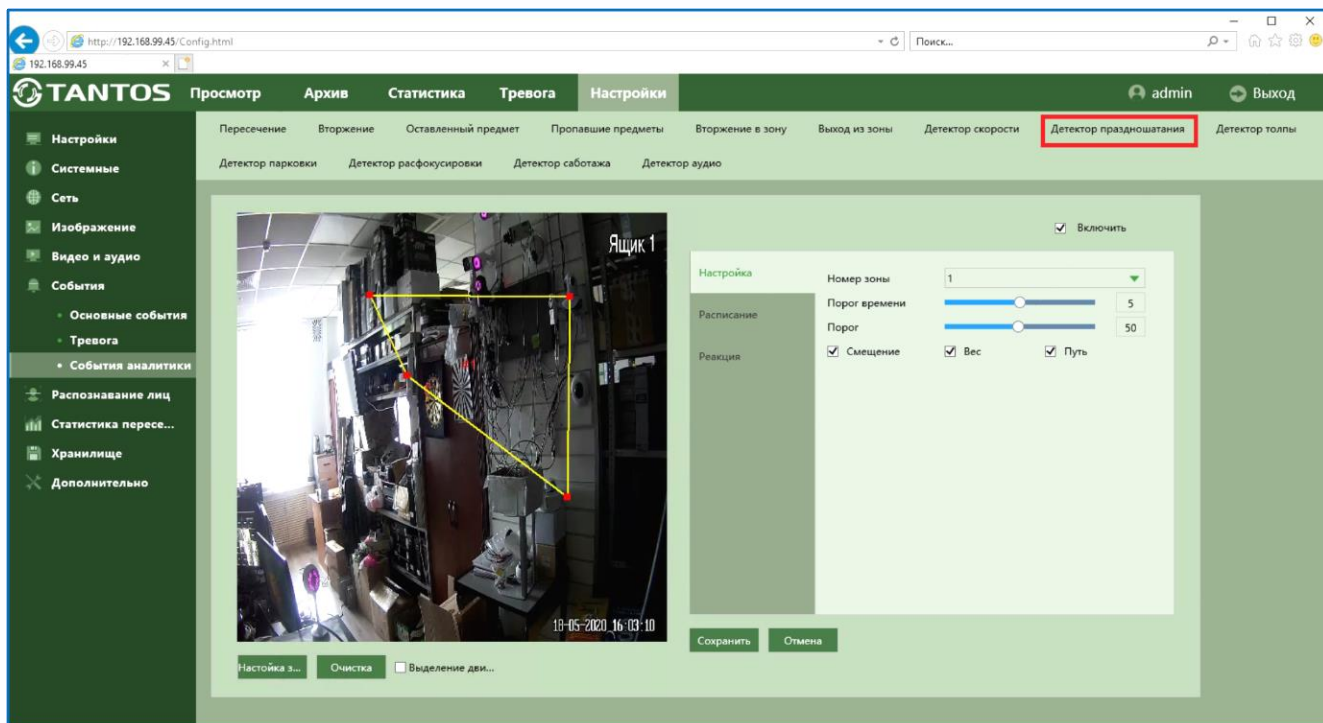 http://192.168.99.45/Config.html
Поиск...
192.168.99.45
TANTOS Просмотр Архив Статистика Тревога Настройки admin Выход
Пересечение Вторжение Оставленный предмет Пропавшие предметы Вторжение в зону Выход из зоны Детектор скорости Детектор праздношатания Детектор толпы
Детектор парковки Детектор расфокусировки Детектор саботажа Детектор аудио
Настройки
Системные
Сеть
Изображение
Видео и аудио
События
Основные события
Тревога
События аналитики
Распознавание лиц
Статистика пересе...
Хранилище
Дополнительно
Ящик 1
18-05-2020 16:03:10
Настойка з... Очистка Выделение дви...
Включить
Настройка
Расписание
Реакция
Номер зоны 1
Порог времени 5
Порог 50
Смещение Вес Путь
Сохранить Отмена